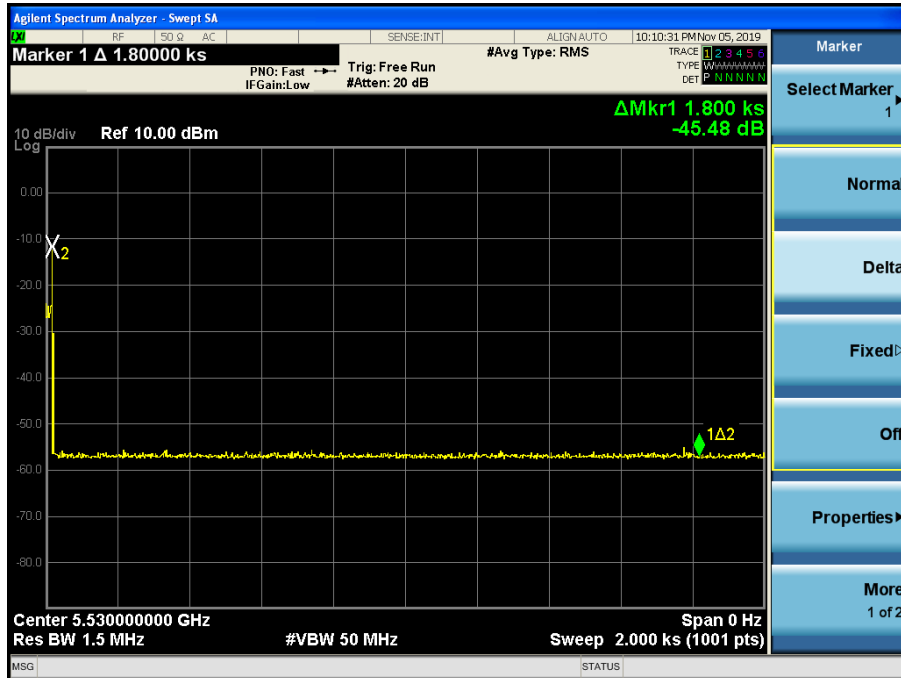 Agilent Spectrum Analyzer - Swept SA
LXI RF 50 Ω AC SENSE:INT ALIGN AUTO 10:10:31 PM Nov 05, 2019
Marker 1 Δ 1.80000 ks
PNO: Fast
IFGain:Low
Trig: Free Run
#Atten: 20 dB
#Avg Type: RMS
TRACE 1 2 3 4 5 6
TYPE WWWWWW
DET P N N N N N
ΔMkr1 1.800 ks
-45.48 dB
10 dB/div Ref 10.00 dBm
Log
0.00
-10.0
-20.0
-30.0
-40.0
-50.0
-60.0
-70.0
-80.0
2
1Δ2
Center 5.530000000 GHz Span 0 Hz
Res BW 1.5 MHz #VBW 50 MHz Sweep 2.000 ks (1001 pts)
MSG STATUS
Marker
Select Marker
1
Norma
Delta
Fixed
Off
Properties
More
1 of 2